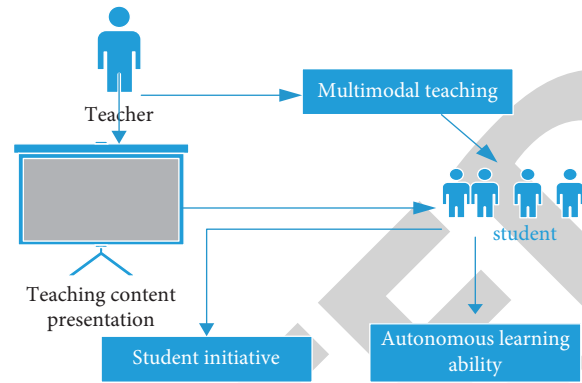 Teacher
Multimodal teaching
student
Teaching content
presentation
Student initiative
Autonomous learning
ability